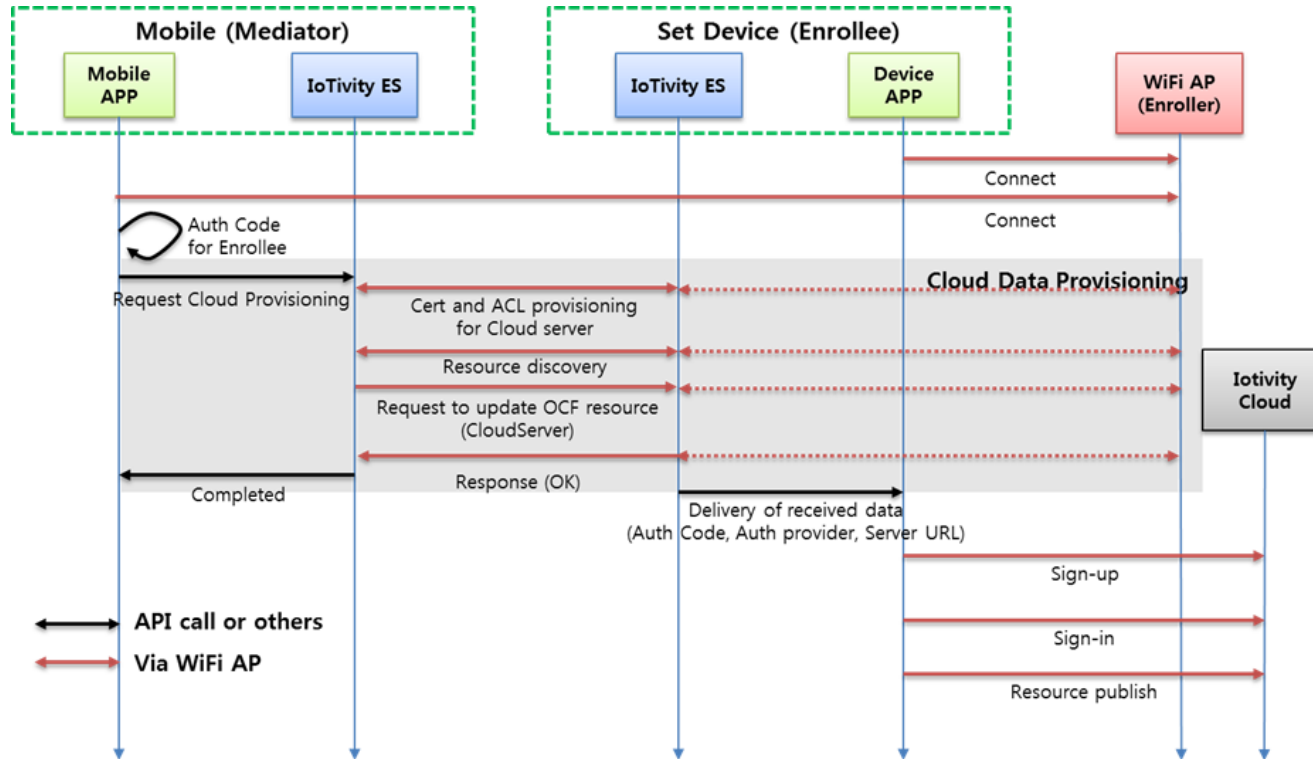 Mobile (Mediator)
Set Device (Enrollee)
Mobile
APP
IoTivity ES
IoTivity ES
Device
APP
WiFi AP
(Enroller)
Connect
Connect
Auth Code
for Enrollee
Cloud Data Provisioning
Request Cloud Provisioning
Cert and ACL provisioning
for Cloud server
Resource discovery
Iotivity
Cloud
Request to update OCF resource
(CloudServer)
Response (OK)
Completed
Delivery of received data
(Auth Code, Auth provider, Server URL)
Sign-up
API call or others
Sign-in
Via WiFi AP
Resource publish